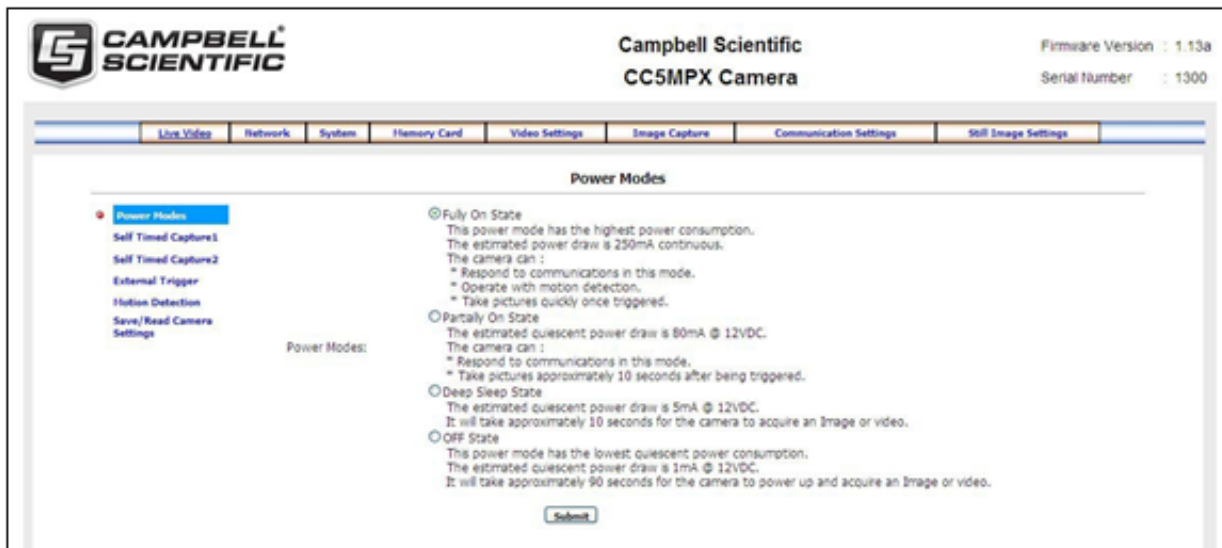 CAMPBELL
SCIENTIFIC
Campbell Scientific
CC5MPX Camera
Firmware Version : 1.13a
Serial Number : 1300
Live Video Network System Memory Card Video Settings Image Capture Communication Settings Still Image Settings
Power Modes
Power Modes
Self Timed Capture1
Self Timed Capture2
External Trigger
Motion Detection
Save/Read Camera
Settings
Power Modes:
Fully On State
This power mode has the highest power consumption.
The estimated power draw is 250mA continuous.
The camera can :
* Respond to communications in this mode.
* Operate with motion detection.
* Take pictures quickly once triggered.
Partially On State
The estimated quiescent power draw is 80mA @ 12VDC.
The camera can :
* Respond to communications in this mode.
* Take pictures approximately 10 seconds after being triggered.
Deep Sleep State
The estimated quiescent power draw is 5mA @ 12VDC.
It will take approximately 10 seconds for the camera to acquire an Image or video.
OFF State
This power mode has the lowest quiescent power consumption.
The estimated quiescent power draw is 1mA @ 12VDC.
It will take approximately 90 seconds for the camera to power up and acquire an Image or video.
Submit